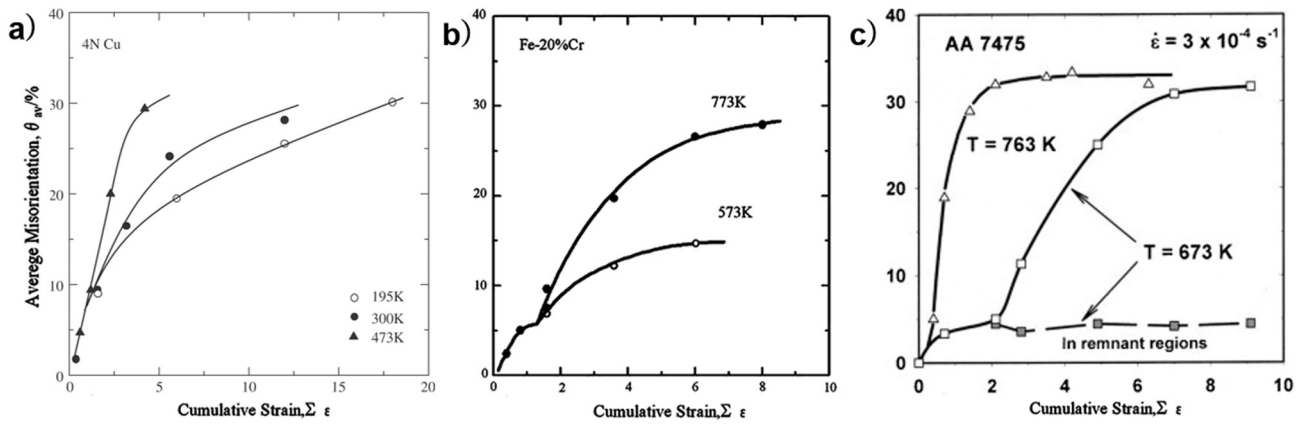 a)
4N Cu
Averege Misorientation, θ av/%
40
30
20
10
0
0 5 10 15 20
Cumulative Strain,Σ ε
195K
300K
473K
b)
Fe-20%Cr
773K
573K
40
30
20
10
0
0 2 4 6 8 10
Cumulative Strain,Σ ε
c)
AA 7475
ε̇ = 3 x 10⁻⁴ s⁻¹
T = 763 K
T = 673 K
In remnant regions
40
30
20
10
0
0 2 4 6 8 10
Cumulative Strain,Σ ε